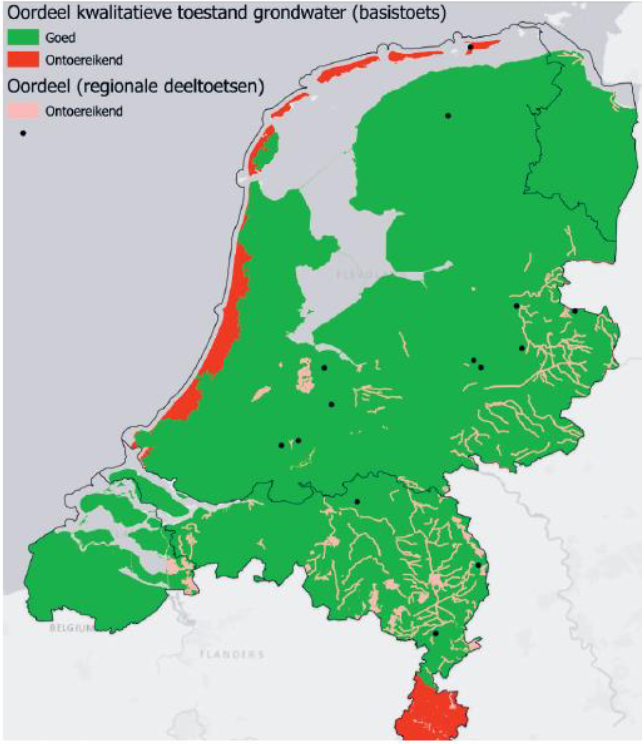 Oordeel kwalitatieve toestand grondwater (basistoets)
Goed
Ontoereikend
Oordeel (regionale deeltoetsen)
Ontoereikend
BELGIUM
FLANDERS